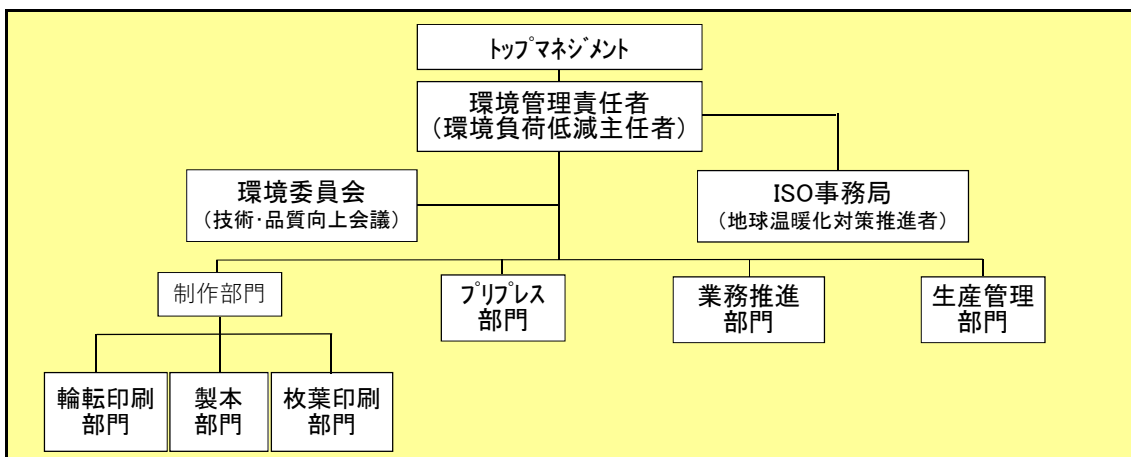 ﾄｯﾌﾟﾏﾈｼﾞﾒﾝﾄ
環境管理責任者
（環境負荷低減主任者）
環境委員会
（技術･品質向上会議）
ISO事務局
（地球温暖化対策推進者）
制作部門
ﾌﾟﾘﾌﾟﾚｽ
部門
業務推進
部門
生産管理
部門
輪転印刷
部門
製本
部門
枚葉印刷
部門